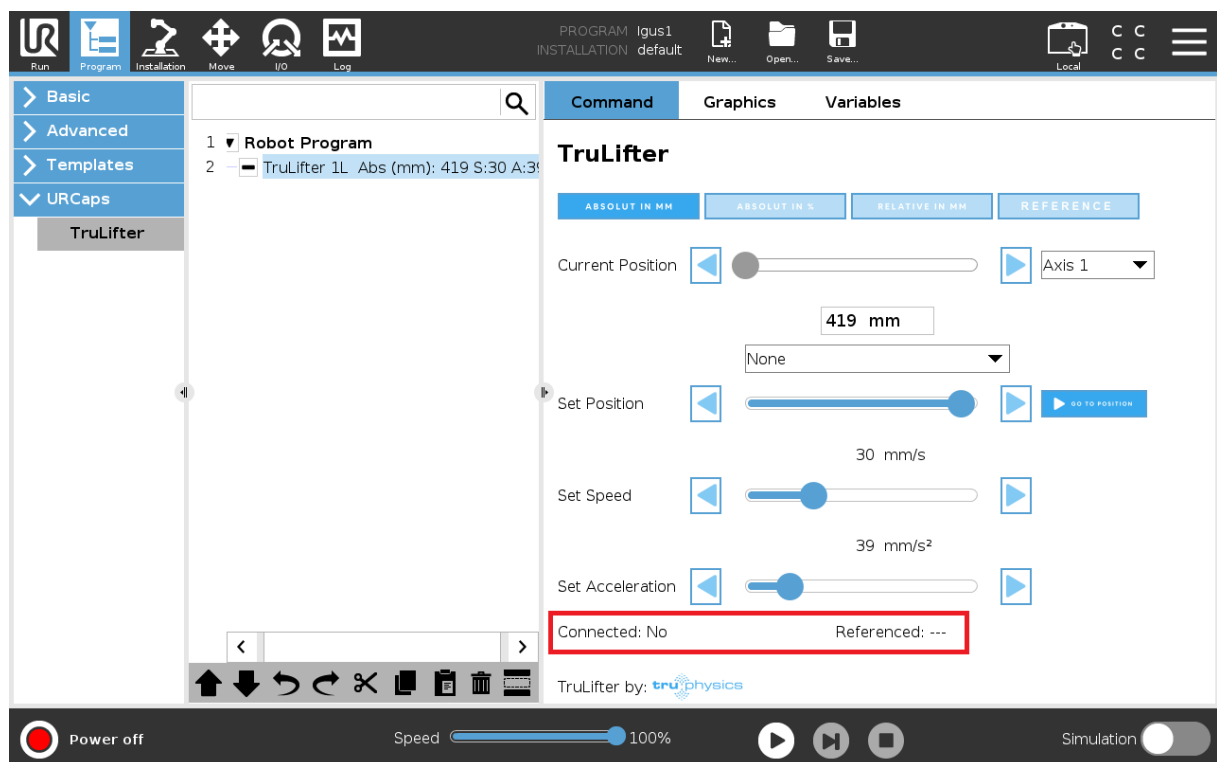 PROGRAM Igus1
INSTALLATION default
Run Program Installation Move I/O Log New... Open... Save... Local
C C
C C
Basic
Advanced
Templates
URCaps
TruLifter
1 Robot Program
2 TruLifter 1L Abs (mm): 419 S:30 A:39
Command Graphics Variables
TruLifter
ABSOLUT IN MM ABSOLUT IN % RELATIVE IN MM REFERENCE
Current Position Axis 1
419 mm
None
Set Position GO TO POSITION
30 mm/s
Set Speed
39 mm/s²
Set Acceleration
Connected: No Referenced: ---
TruLifter by: truphysics
Power off Speed 100% Simulation